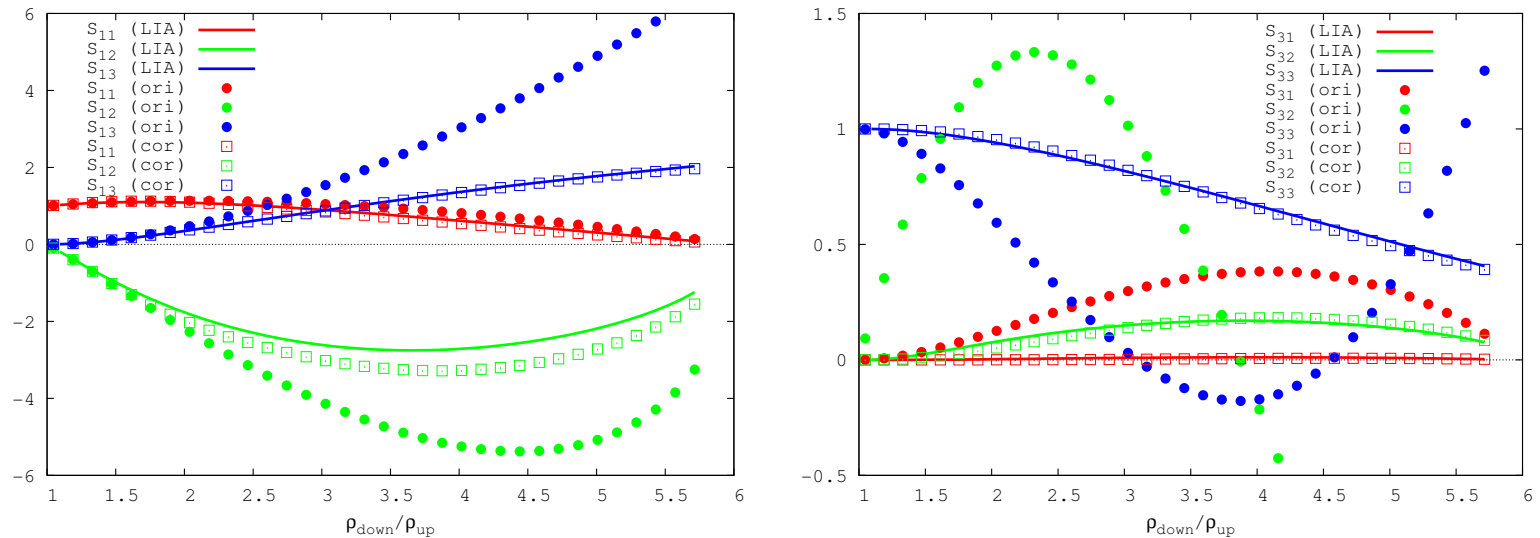 6
4
2
0
-2
-4
-6
S11 (LIA)
S12 (LIA)
S13 (LIA)
S11 (ori)
S12 (ori)
S13 (ori)
S11 (cor)
S12 (cor)
S13 (cor)
1 1.5 2 2.5 3 3.5 4 4.5 5 5.5 6
ρdown/ρup
1.5
1
0.5
0
-0.5
S31 (LIA)
S32 (LIA)
S33 (LIA)
S31 (ori)
S32 (ori)
S33 (ori)
S31 (cor)
S32 (cor)
S33 (cor)
1 1.5 2 2.5 3 3.5 4 4.5 5 5.5 6
ρdown/ρup